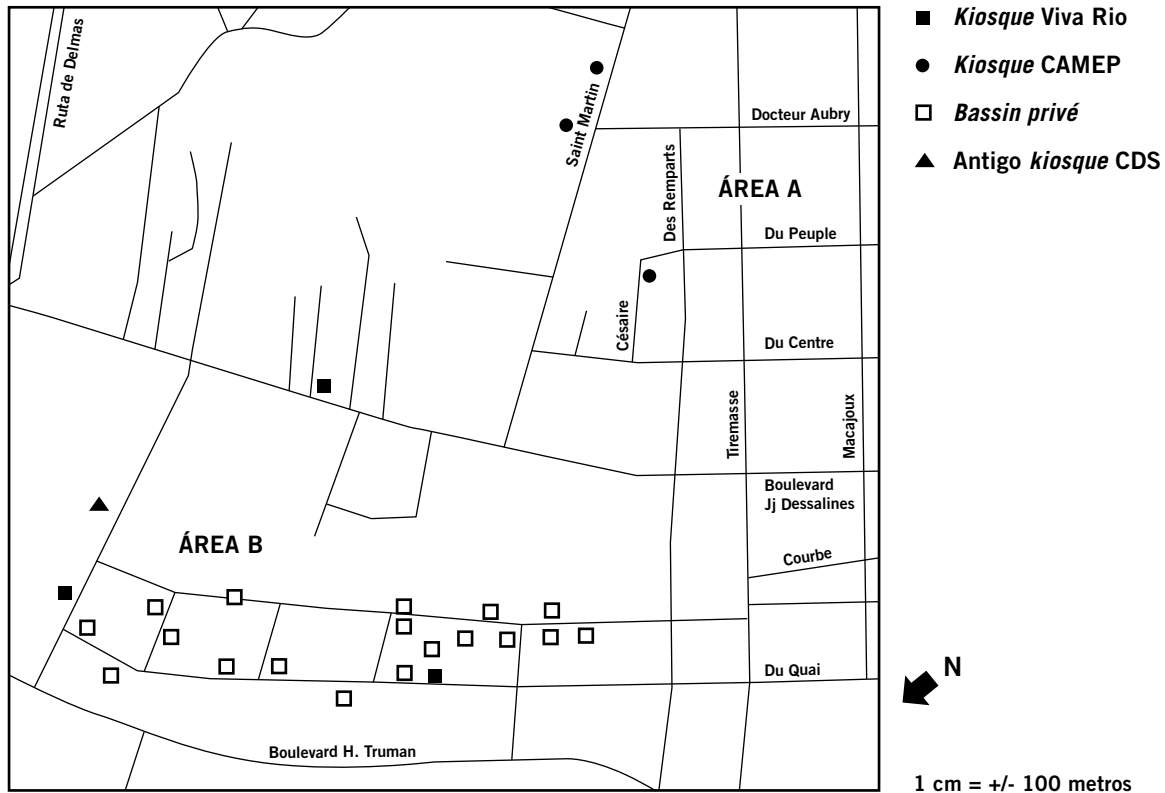 Ruta de Delmas
Saint Martin
Docteur Aubry
Des Remparts
ÁREA A
Du Peuple
Césaire
Du Centre
Tiremasse
Macajoux
Boulevard
Jj Dessalines
ÁREA B
Courbe
Du Quai
Boulevard H. Truman
Kiosque Viva Rio
Kiosque CAMEP
Bassin privé
Antigo kiosque CDS
N
1 cm = +/- 100 metros